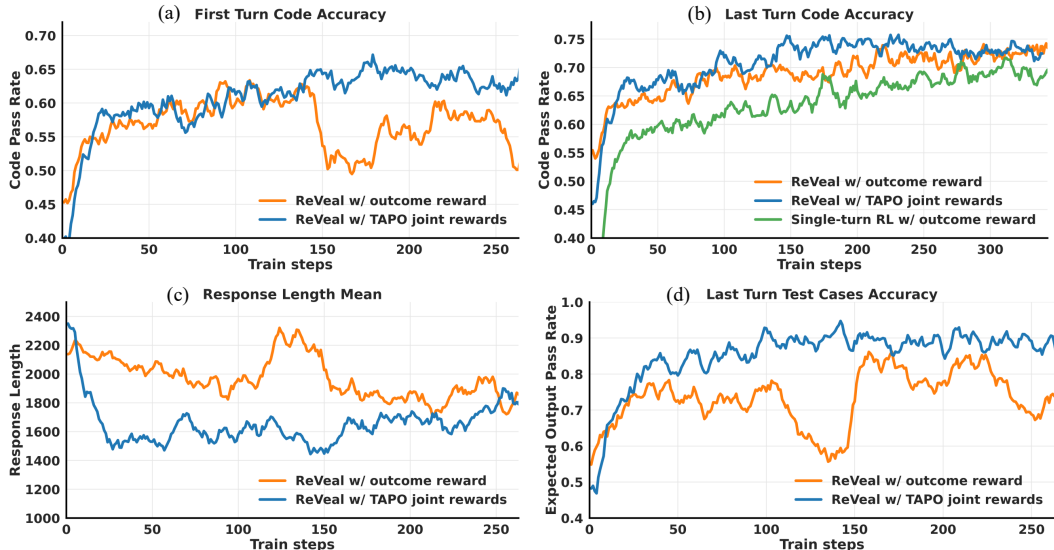 (a) First Turn Code Accuracy
Code Pass Rate
0.70
0.65
0.60
0.55
0.50
0.45
0.40
ReVeal w/ outcome reward
ReVeal w/ TAPO joint rewards
0 50 100 150 200 250
Train steps
(b) Last Turn Code Accuracy
Code Pass Rate
0.75
0.70
0.65
0.60
0.55
0.50
0.45
0.40
ReVeal w/ outcome reward
ReVeal w/ TAPO joint rewards
Single-turn RL w/ outcome reward
0 50 100 150 200 250 300
Train steps
(c) Response Length Mean
Response Length
2400
2200
2000
1800
1600
1400
1200
1000
ReVeal w/ outcome reward
ReVeal w/ TAPO joint rewards
0 50 100 150 200 250
Train steps
(d) Last Turn Test Cases Accuracy
Expected Output Pass Rate
1.0
0.9
0.8
0.7
0.6
0.5
0.4
ReVeal w/ outcome reward
ReVeal w/ TAPO joint rewards
0 50 100 150 200 250
Train steps